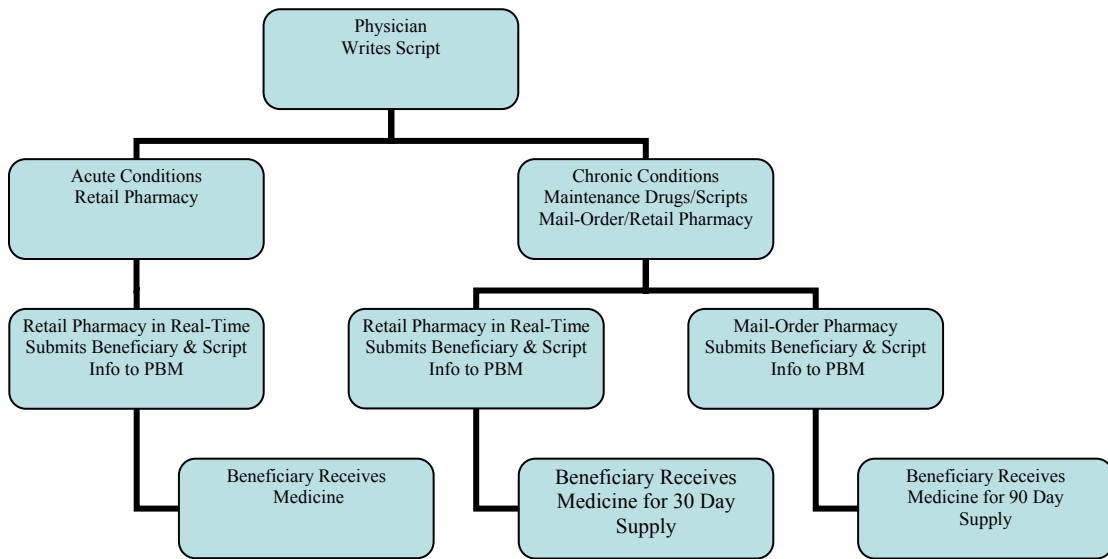 Physician
Writes Script
Acute Conditions
Retail Pharmacy
Chronic Conditions
Maintenance Drugs/Scripts
Mail-Order/Retail Pharmacy
Retail Pharmacy in Real-Time
Submits Beneficiary & Script
Info to PBM
Retail Pharmacy in Real-Time
Submits Beneficiary & Script
Info to PBM
Mail-Order Pharmacy
Submits Beneficiary & Script
Info to PBM
Beneficiary Receives
Medicine
Beneficiary Receives
Medicine for 30 Day
Supply
Beneficiary Receives
Medicine for 90 Day
Supply